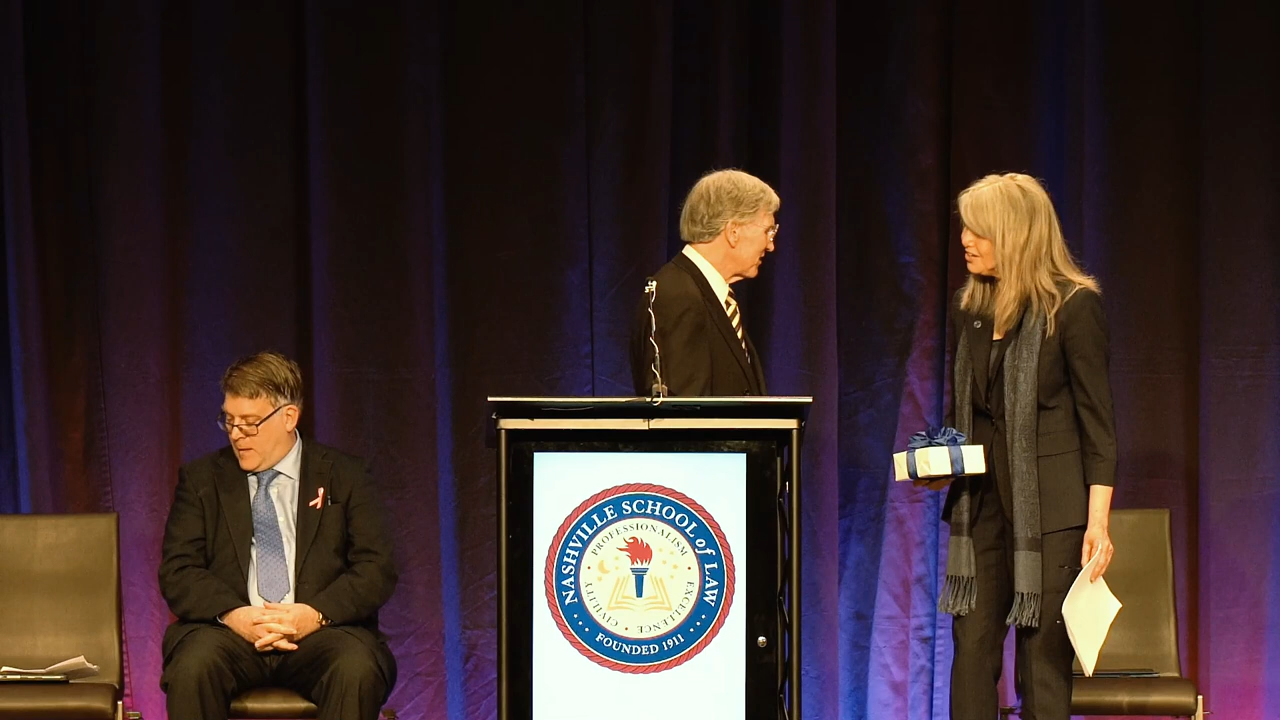 NASHVILLE SCHOOL of LAW
PROFESSIONALISM
CIVILITY
EXCELLENCE
FOUNDED 1911